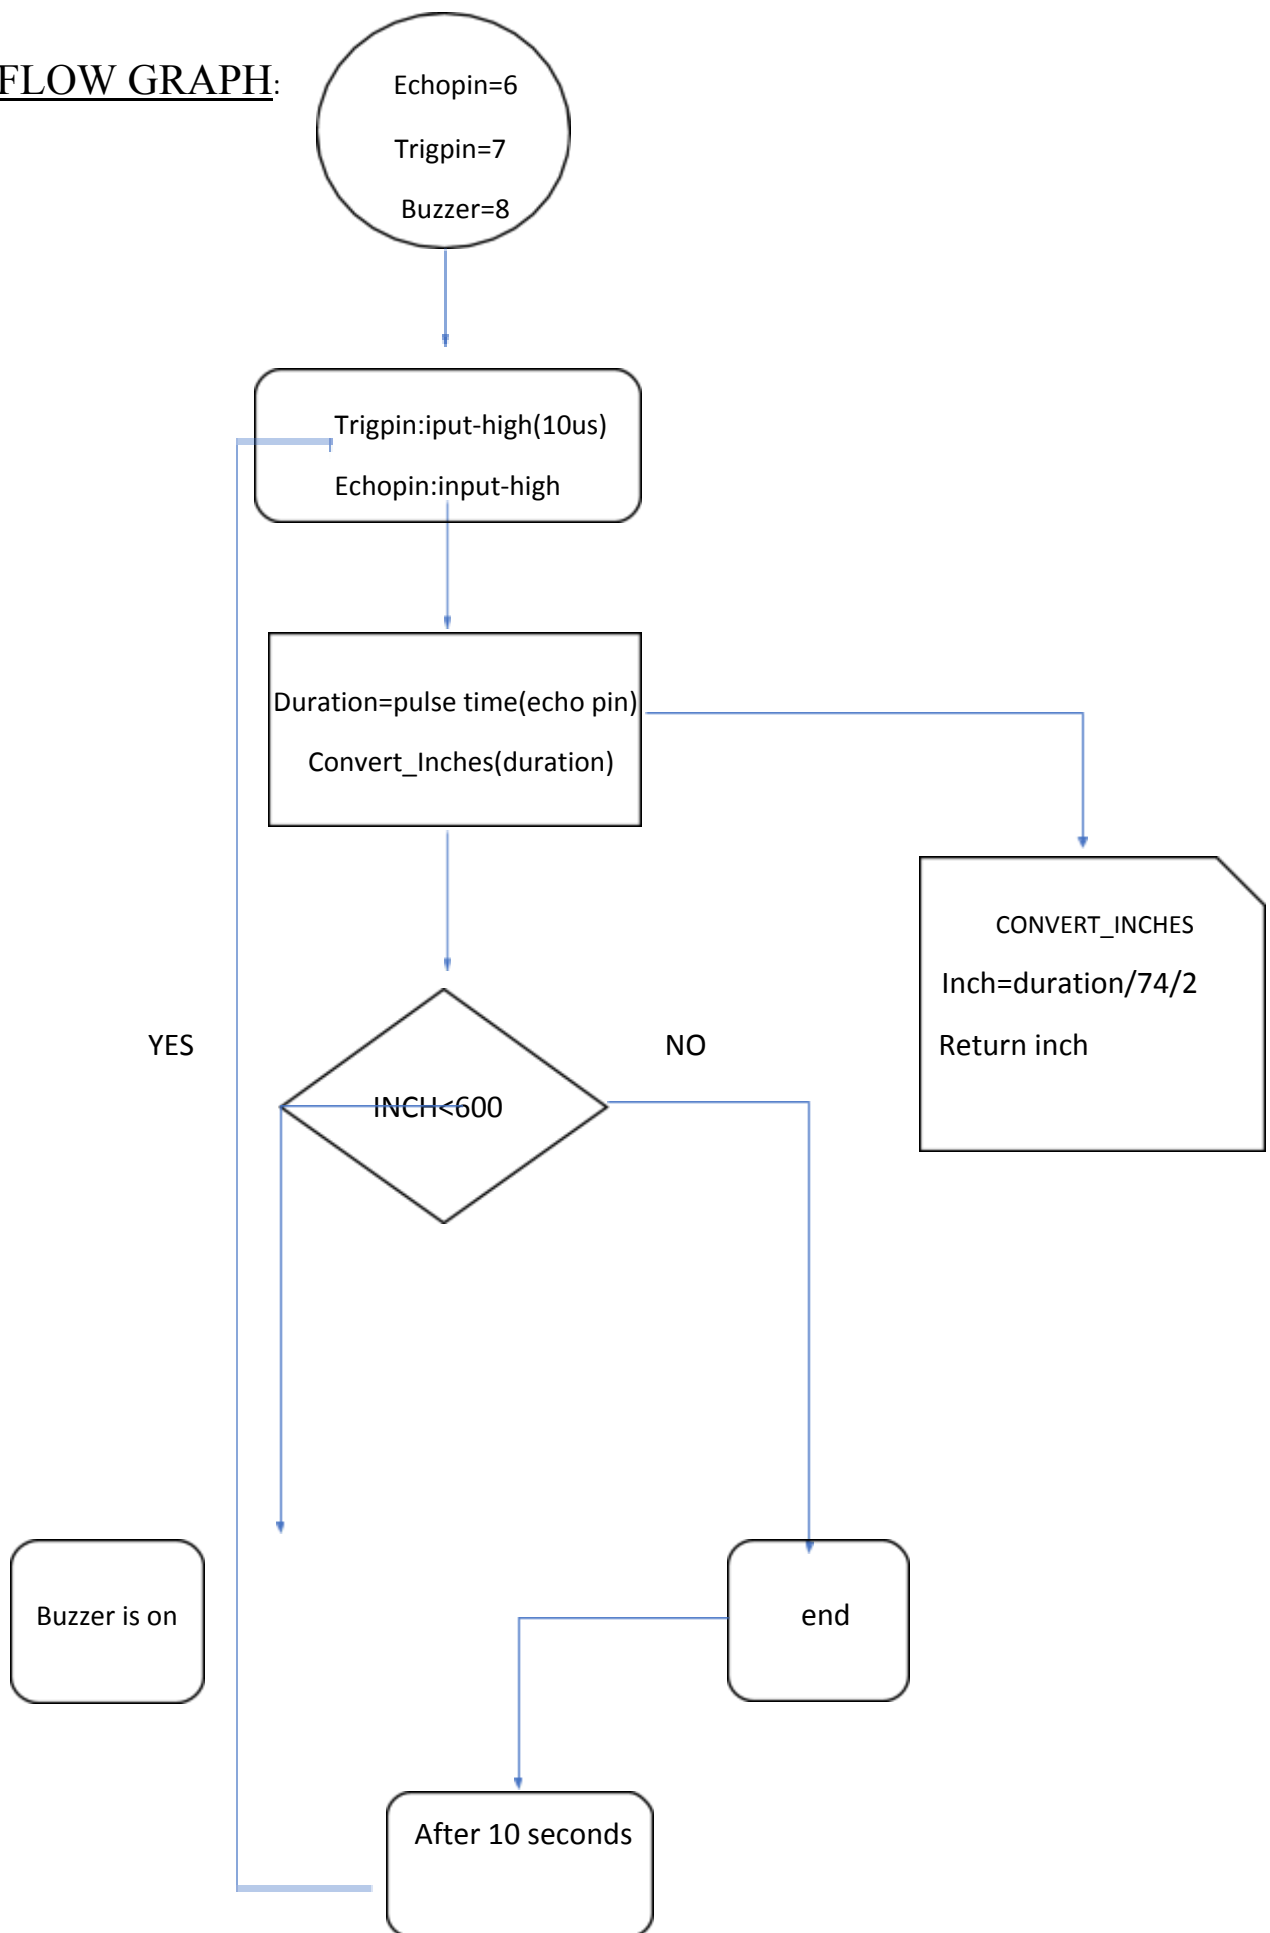 FLOW GRAPH:
Echopin=6
Trigpin=7
Buzzer=8
Trigpin:iput-high(10us)
Echopin:input-high
Duration=pulse time(echo pin)
Convert_Inches(duration)
CONVERT_INCHES
Inch=duration/74/2
Return inch
YES
NO
INCH<600
Buzzer is on
end
After 10 seconds